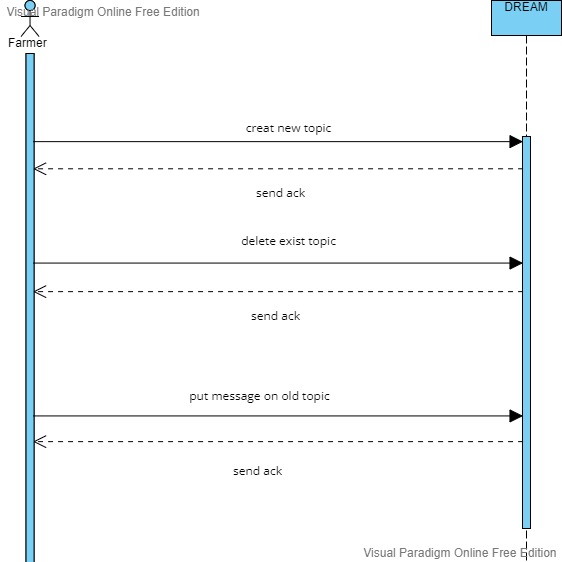 Visual Paradigm Online Free Edition
DREAM
Farmer
creat new topic
send ack
delete exist topic
send ack
put message on old topic
send ack
Visual Paradigm Online Free Edition